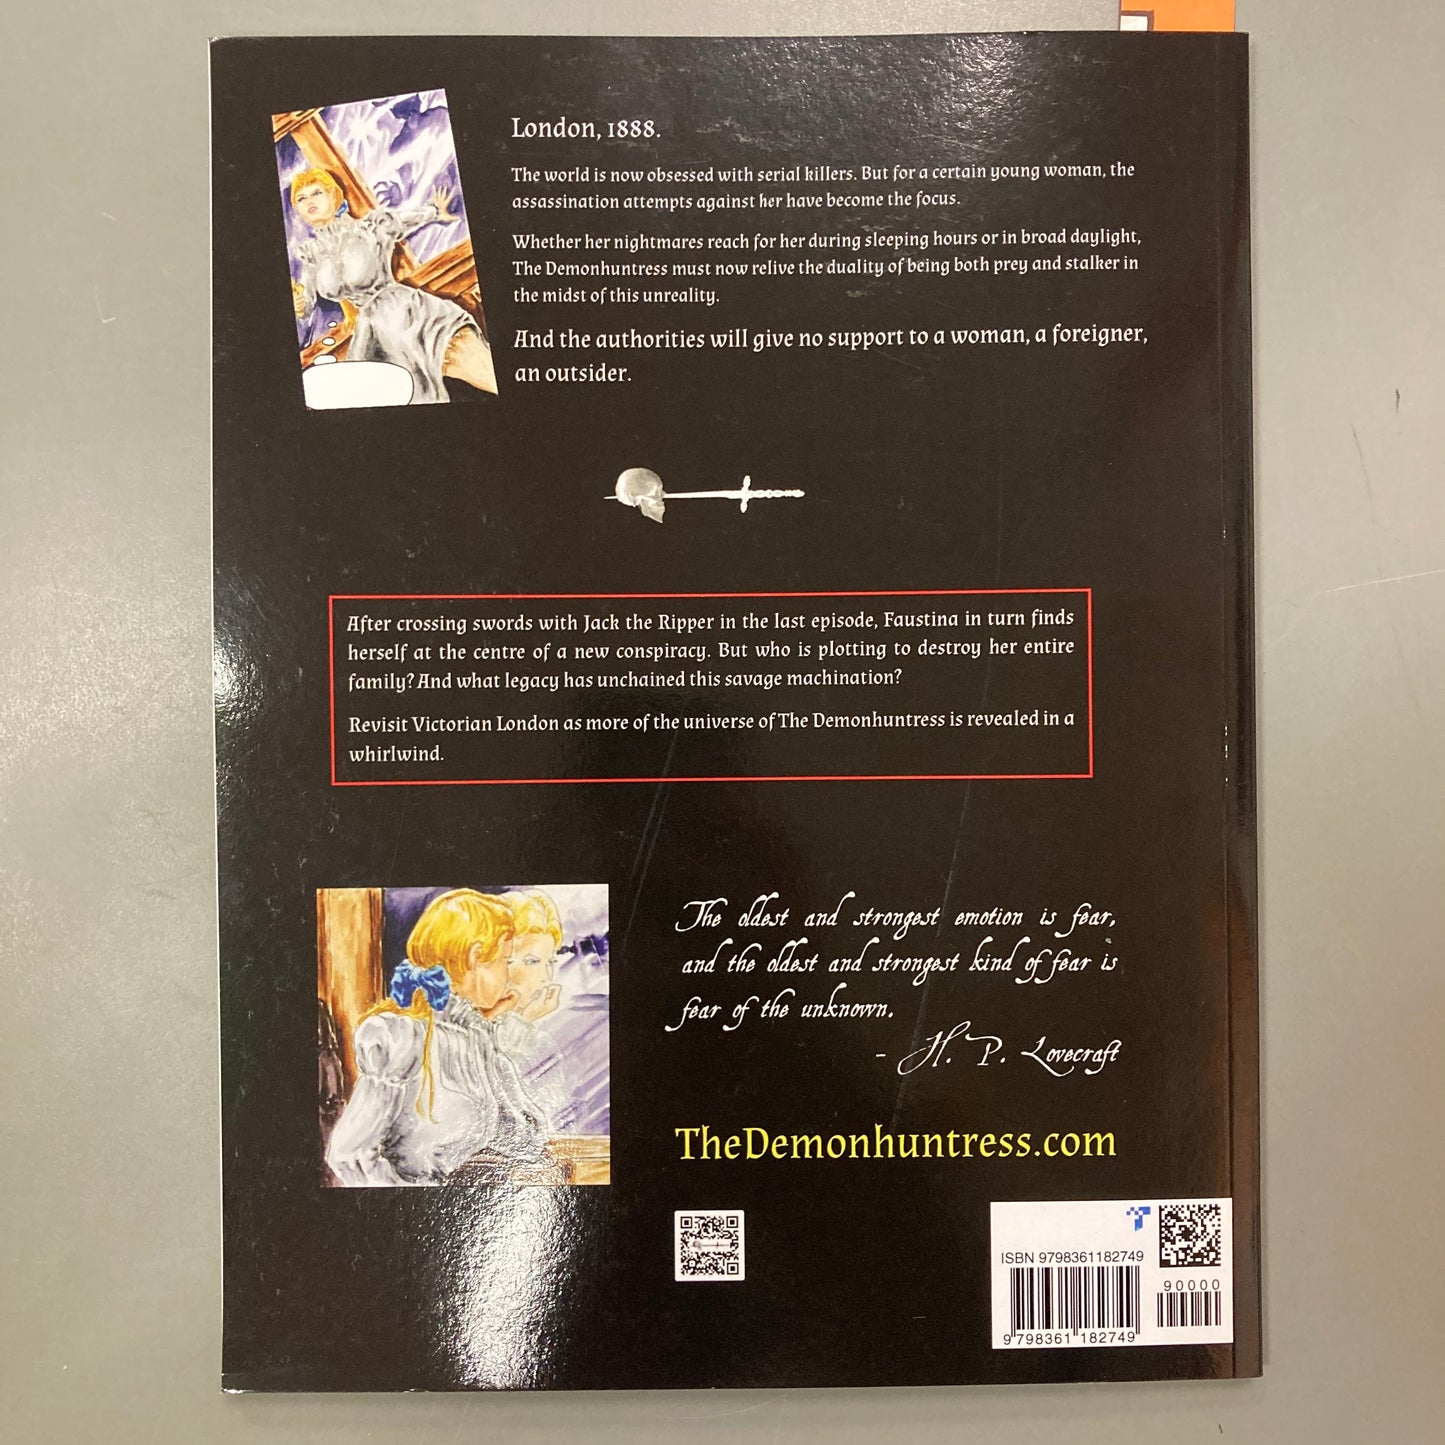 London, 1888.
The world is now obsessed with serial killers. But for a certain young woman, the
assassination attempts against her have become the focus.
Whether her nightmares reach for her during sleeping hours or in broad daylight,
The Demonhuntress must now relive the duality of being both prey and stalker in
the midst of this unreality.
And the authorities will give no support to a woman, a foreigner,
an outsider.
After crossing swords with Jack the Ripper in the last episode, Faustina in turn finds
herself at the centre of a new conspiracy. But who is plotting to destroy her entire
family? And what legacy has unchained this savage machination?
Revisit Victorian London as more of the universe of The Demonhuntress is revealed in a
whirlwind.
The oldest and strongest emotion is fear,
and the oldest and strongest kind of fear is
fear of the unknown.
- H. P. Lovecraft
TheDemonhuntress.com
ISBN 9798361182749
90000
9 798361 182749